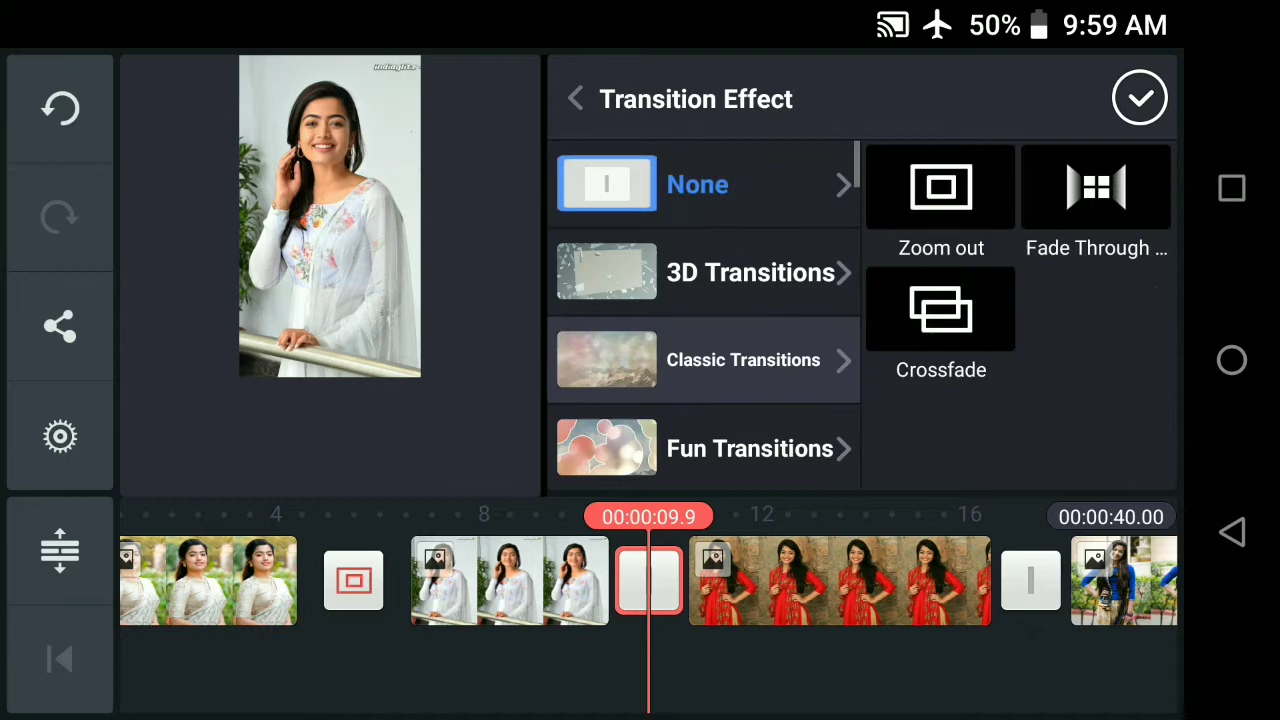 50% 9:59 AM
indiaglitz
Transition Effect
None
3D Transitions
Classic Transitions
Fun Transitions
Zoom out
Fade Through ...
Crossfade
4
8
00:00:09.9
12
16
00:00:40.00